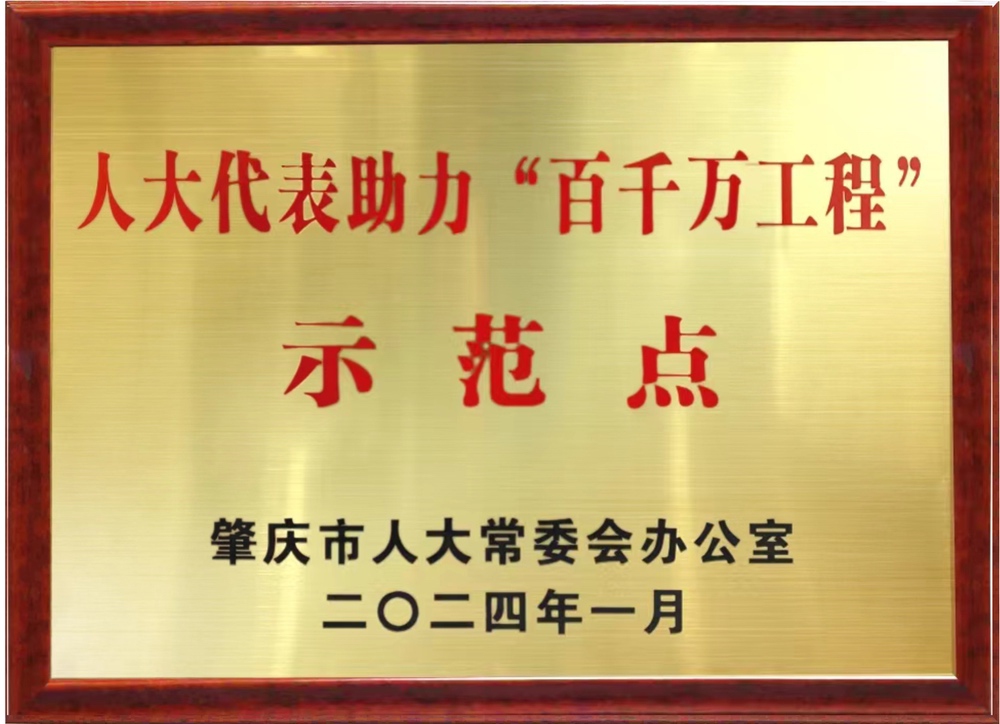 人大代表助力“百千万工程”
示范点
肇庆市人大常委会办公室
二〇二四年一月